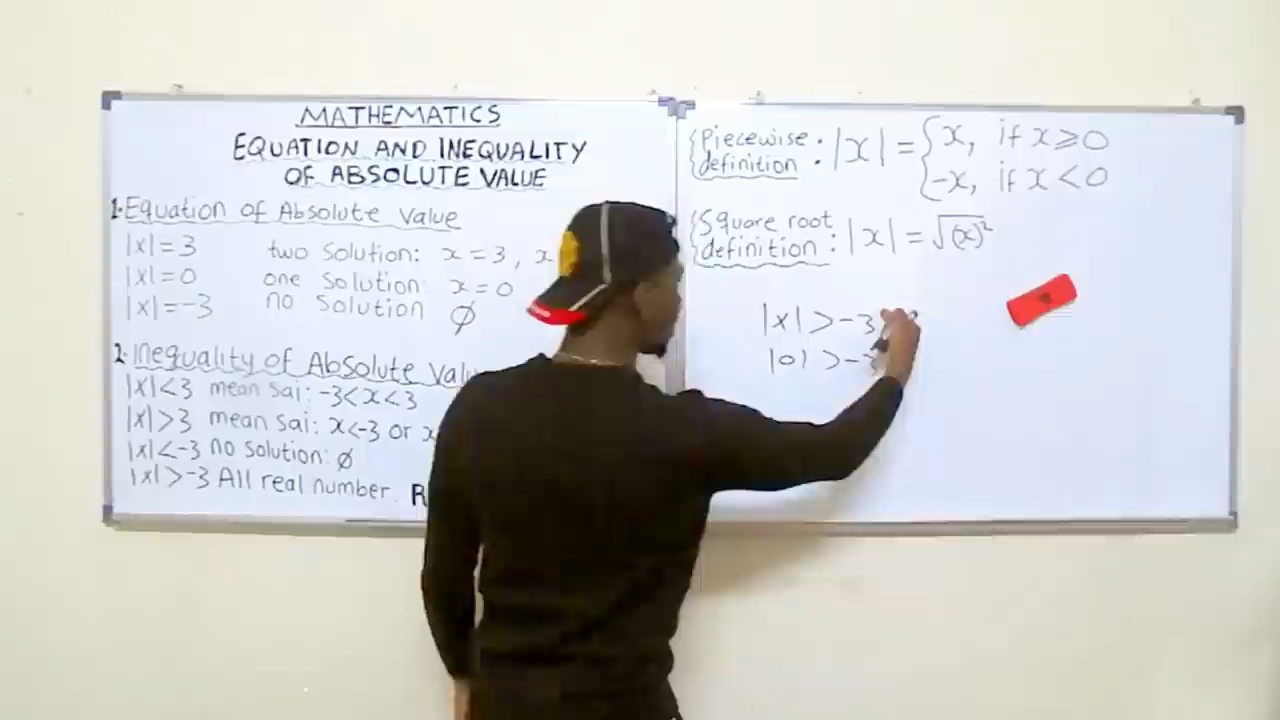 MATHEMATICS
EQUATION AND INEQUALITY
OF ABSOLUTE VALUE
1. Equation of Absolute Value
|x| = 3 two solution: x = 3, x
|x| = 0 one solution: x = 0
|x| = -3 no solution ∅
2. Inequality of Absolute Val
|x| < 3 mean sai: -3 < x < 3
|x| > 3 mean sai: x < -3 or x
|x| < -3 no solution: ∅
|x| > -3 All real number. R
Piecewise definition: |x| = { x, if x ≥ 0
-x, if x < 0
Square root
definition: |x| = √(x)²
|x| > -3
|0| > -3